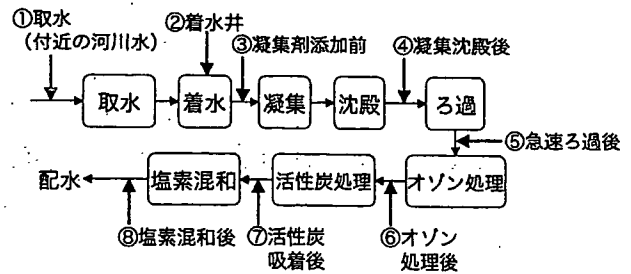 ①取水
(付近の河川水)
②着水井
③凝集剤添加前
④凝集沈殿後
取水
着水
凝集
沈殿
ろ過
⑤急速ろ過後
配水
塩素混和
活性炭処理
オゾン処理
⑧塩素混和後
⑦活性炭
吸着後
⑥オゾン
処理後